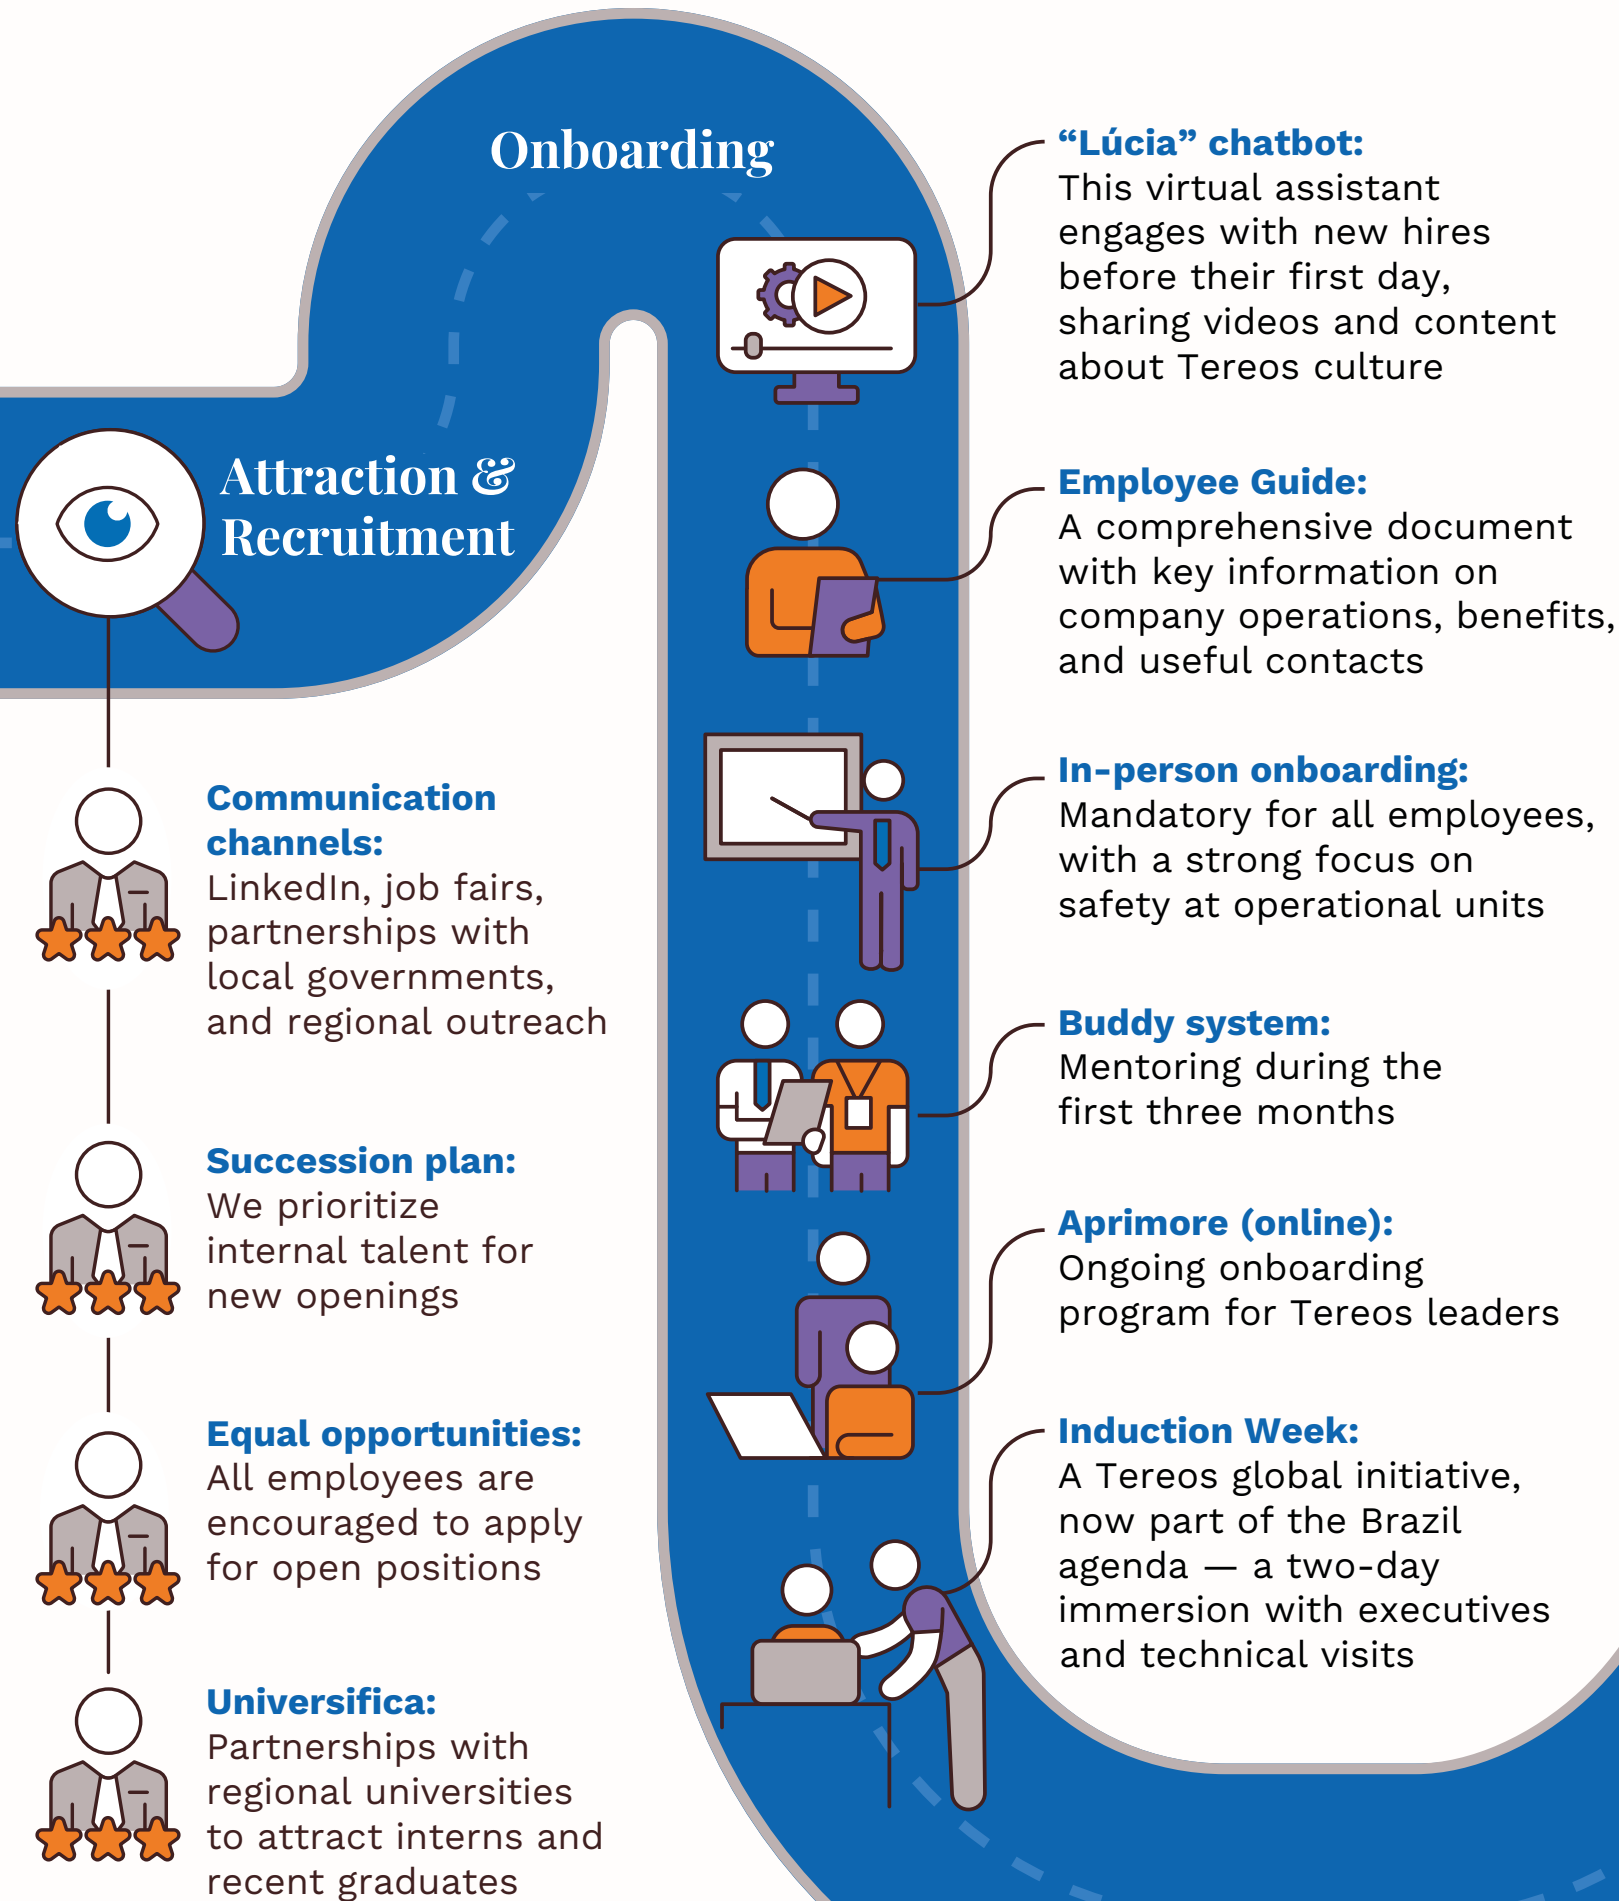 Onboarding
Attraction &
Recruitment
Communication
channels:
LinkedIn, job fairs,
partnerships with
local governments,
and regional outreach
Succession plan:
We prioritize
internal talent for
new openings
Equal opportunities:
All employees are
encouraged to apply
for open positions
Universifica:
Partnerships with
regional universities
to attract interns and
recent graduates
“Lúcia” chatbot:
This virtual assistant
engages with new hires
before their first day,
sharing videos and content
about Tereos culture
Employee Guide:
A comprehensive document
with key information on
company operations, benefits,
and useful contacts
In-person onboarding:
Mandatory for all employees,
with a strong focus on
safety at operational units
Buddy system:
Mentoring during the
first three months
Aprimore (online):
Ongoing onboarding
program for Tereos leaders
Induction Week:
A Tereos global initiative,
now part of the Brazil
agenda — a two-day
immersion with executives
and technical visits